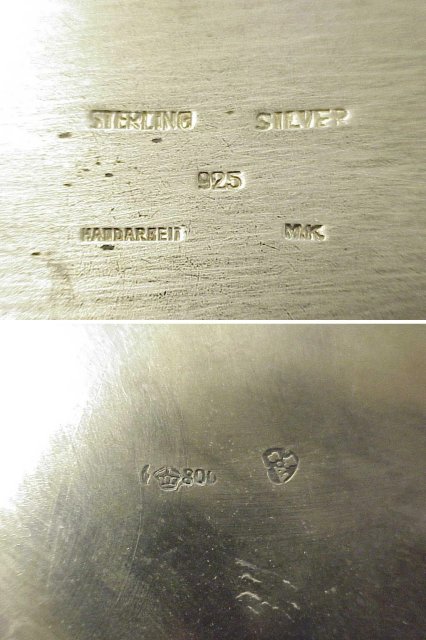 STERLING SILVER
925
HANDARBEIT M.K
800